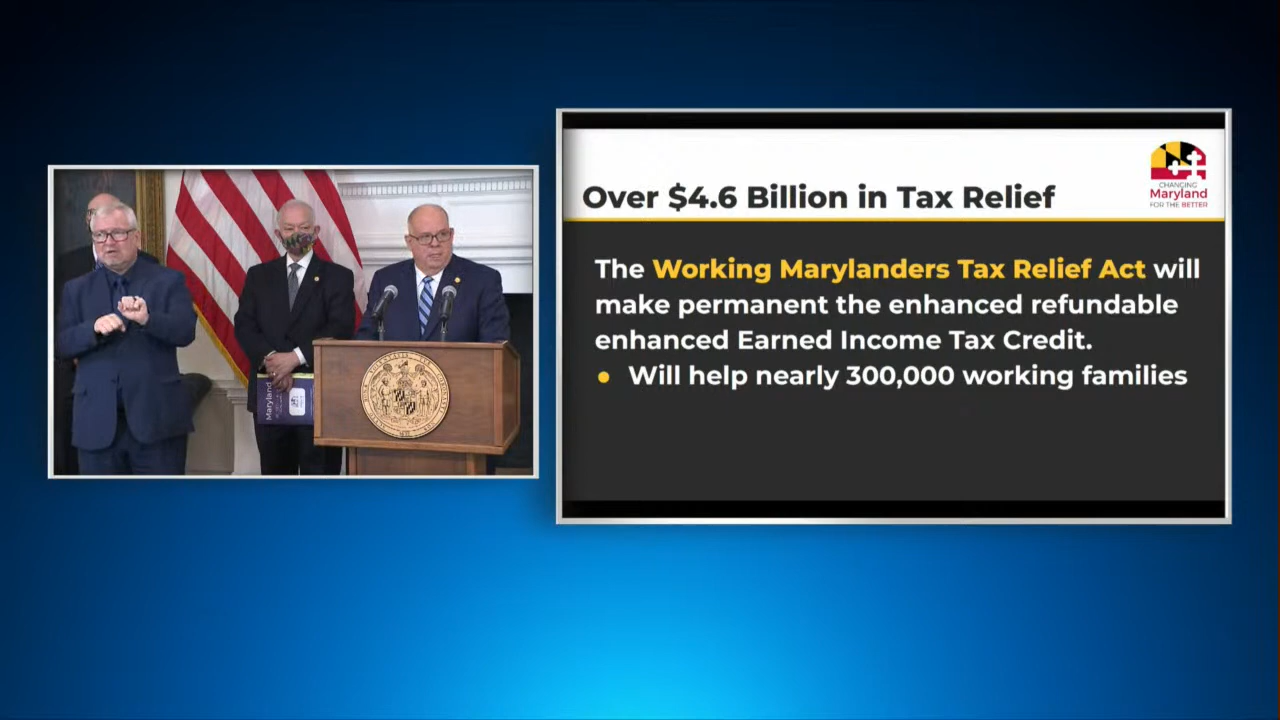 Over $4.6 Billion in Tax Relief
CHANGING
Maryland
FOR THE BETTER
The Working Marylanders Tax Relief Act will
make permanent the enhanced refundable
enhanced Earned Income Tax Credit.
• Will help nearly 300,000 working families
Maryland